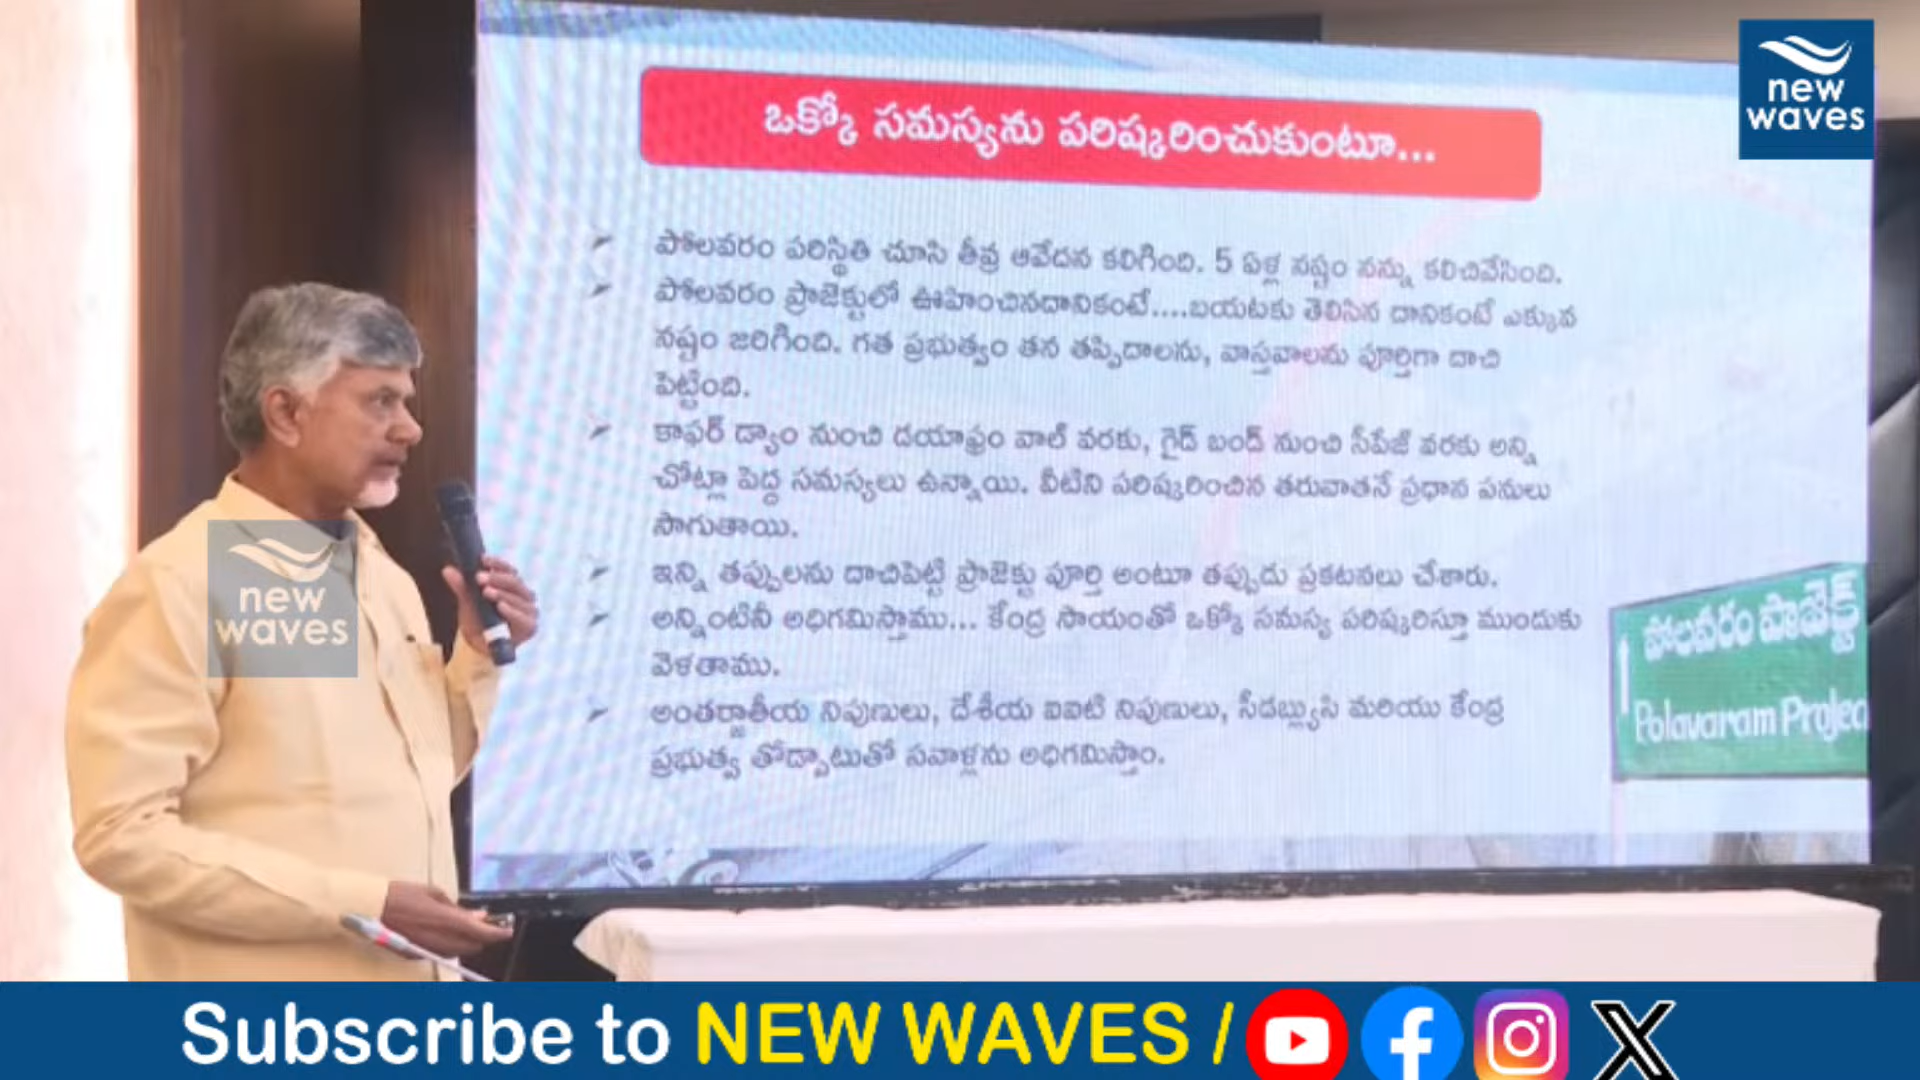 new
waves
ఒక్కో సమస్యను పరిష్కరించుకుంటూ...
➢ పోలవరం పరిస్థితి చూసి తీవ్ర ఆవేదన కలిగింది. 5 ఏళ్ల నష్టం నన్ను కలిచివేసింది.
➢ పోలవరం ప్రాజెక్టులో ఊహించినదానికంటే....బయటకు తెలిసిన దానికంటే ఎక్కువ
నష్టం జరిగింది. గత ప్రభుత్వం తన తప్పిదాలను, వాస్తవాలను పూర్తిగా దాచి
పెట్టింది.
➢ కాఫర్ డ్యాం నుంచి డయాఫ్రం వాల్ వరకు, గైడ్ బండ్ నుంచి సీపేజ్ వరకు అన్ని
చోట్లా పెద్ద సమస్యలు ఉన్నాయి. వీటిని పరిష్కరించిన తరువాతనే ప్రధాన పనులు
సాగుతాయి.
➢ ఇన్ని తప్పులను దాచిపెట్టి ప్రాజెక్టు పూర్తి అంటూ తప్పుడు ప్రకటనలు చేశారు.
➢ అన్నింటినీ అధిగమిస్తాము... కేంద్ర సాయంతో ఒక్కో సమస్య పరిష్కరిస్తూ ముందుకు
వెళతాము.
➢ అంతర్జాతీయ నిపుణులు, దేశీయ ఐఐటి నిపుణులు, సీడబ్ల్యుసి మరియు కేంద్ర
ప్రభుత్వ తోడ్పాటుతో సవాళ్లను అధిగమిస్తాం.
పోలవరం ప్రాజెక్ట్
Polavaram Projec
new
waves
Subscribe to NEW WAVES /